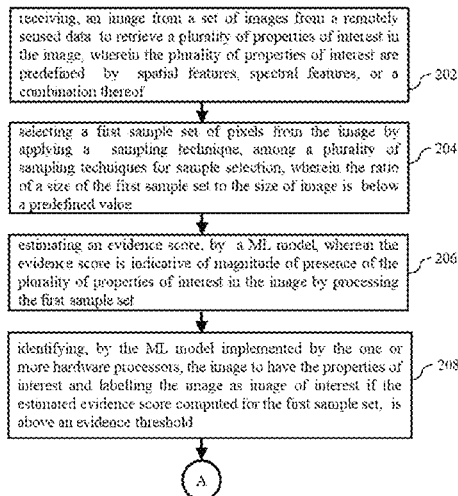 receiving, an image from a set of images from a remotely
sensed data to retrieve a plurality of properties of interest in
the image, wherein the plurality of properties of interest are
predefined by spatial features, spectral features, or a
combination thereof
202
selecting a first sample set of pixels from the image by
applying a sampling technique, among a plurality of
sampling techniques for sample selection, wherein the ratio
of a size of the first sample set to the size of image is below
a predefined value
204
estimating an evidence score, by a ML model, wherein the
evidence score is indicative of magnitude of presence of the
plurality of properties of interest in the image by processing
the first sample set
206
identifying, by the ML model implemented by the one or
more hardware processors, the image to have the properties
of interest and labelling the image as image of interest if the
estimated evidence score computed for the first sample set, is
above an evidence threshold
208
A